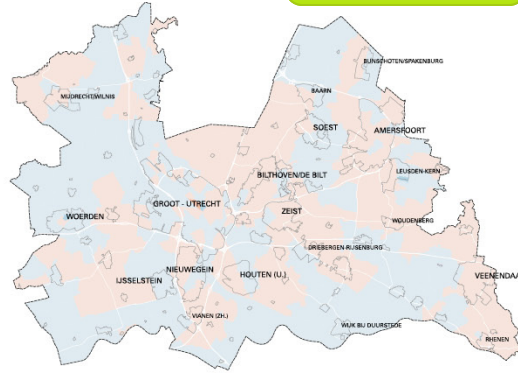 BUNSCHOTEN/SPAKENBURG
BAARN
MIJDRECHT/WILNIS
SOEST
AMERSFOORT
BILTHOVEN/DE BILT
LEUSDEN-KERN
GROOT - UTRECHT
ZEIST
WOERDEN
WOUDENBERG
DRIEBERGEN-RIJSENBURG
NIEUWEGEIN
HOUTEN (U.)
VEENENDAA
IJSSELSTEIN
VIANEN (ZH.)
WIJK BIJ DUURSTEDE
RHENEN